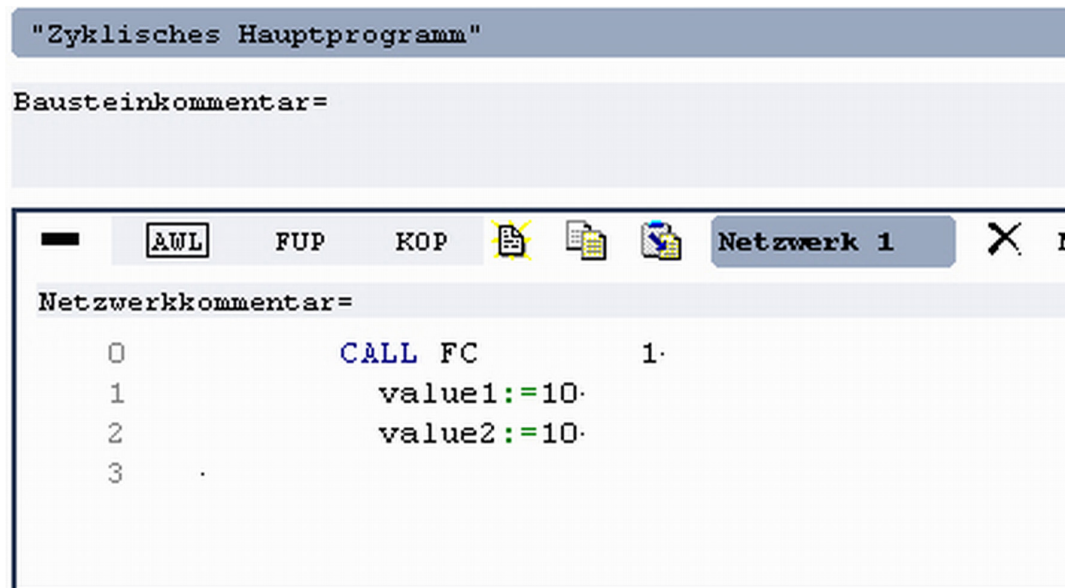 "Zyklisches Hauptprogramm"
Bausteinkommentar=
AWL FUP KOP Netzwerk 1
Netzwerkkommentar=
0 CALL FC 1
1 value1:=10
2 value2:=10
3